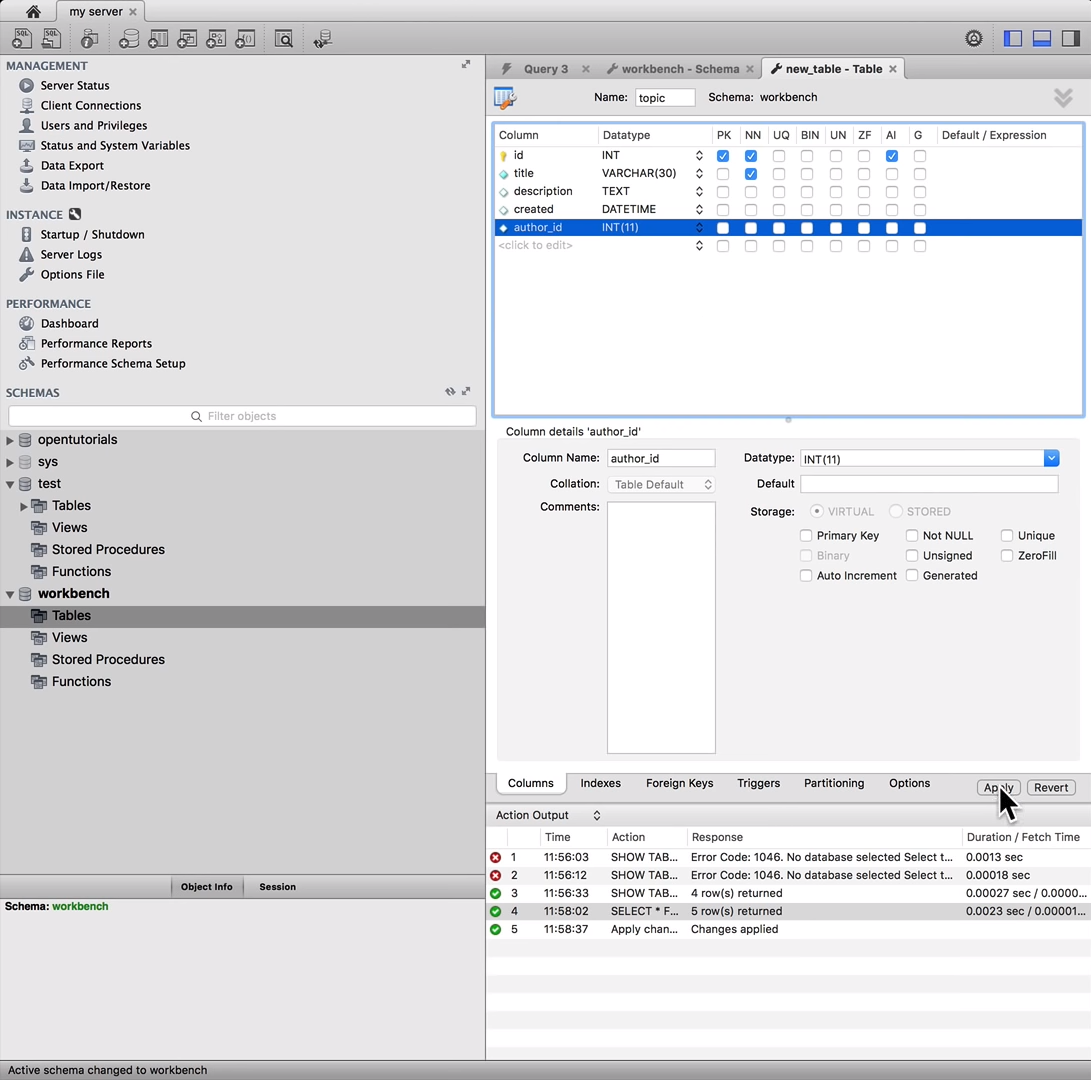 my server
MANAGEMENT
Server Status
Client Connections
Users and Privileges
Status and System Variables
Data Export
Data Import/Restore
INSTANCE
Startup / Shutdown
Server Logs
Options File
PERFORMANCE
Dashboard
Performance Reports
Performance Schema Setup
SCHEMAS
Filter objects
opentutorials
sys
test
Tables
Views
Stored Procedures
Functions
workbench
Tables
Views
Stored Procedures
Functions
Object Info Session
Schema: workbench
Query 3 workbench - Schema new_table - Table
Name: topic Schema: workbench
Column Datatype PK NN UQ BIN UN ZF AI G Default / Expression
id INT
title VARCHAR(30)
description TEXT
created DATETIME
author_id INT(11)
<click to edit>
Column details 'author_id'
Column Name: author_id Datatype: INT(11)
Collation: Table Default Default
Comments: Storage: VIRTUAL STORED
Primary Key Not NULL Unique
Binary Unsigned ZeroFill
Auto Increment Generated
Columns Indexes Foreign Keys Triggers Partitioning Options Apply Revert
Action Output
Time Action Response Duration / Fetch Time
1 11:56:03 SHOW TAB... Error Code: 1046. No database selected Select t... 0.0013 sec
2 11:56:12 SHOW TAB... Error Code: 1046. No database selected Select t... 0.00018 sec
3 11:56:33 SHOW TAB... 4 row(s) returned 0.00027 sec / 0.0000...
4 11:58:02 SELECT * F... 5 row(s) returned 0.0023 sec / 0.00001...
5 11:58:37 Apply chan... Changes applied
Active schema changed to workbench